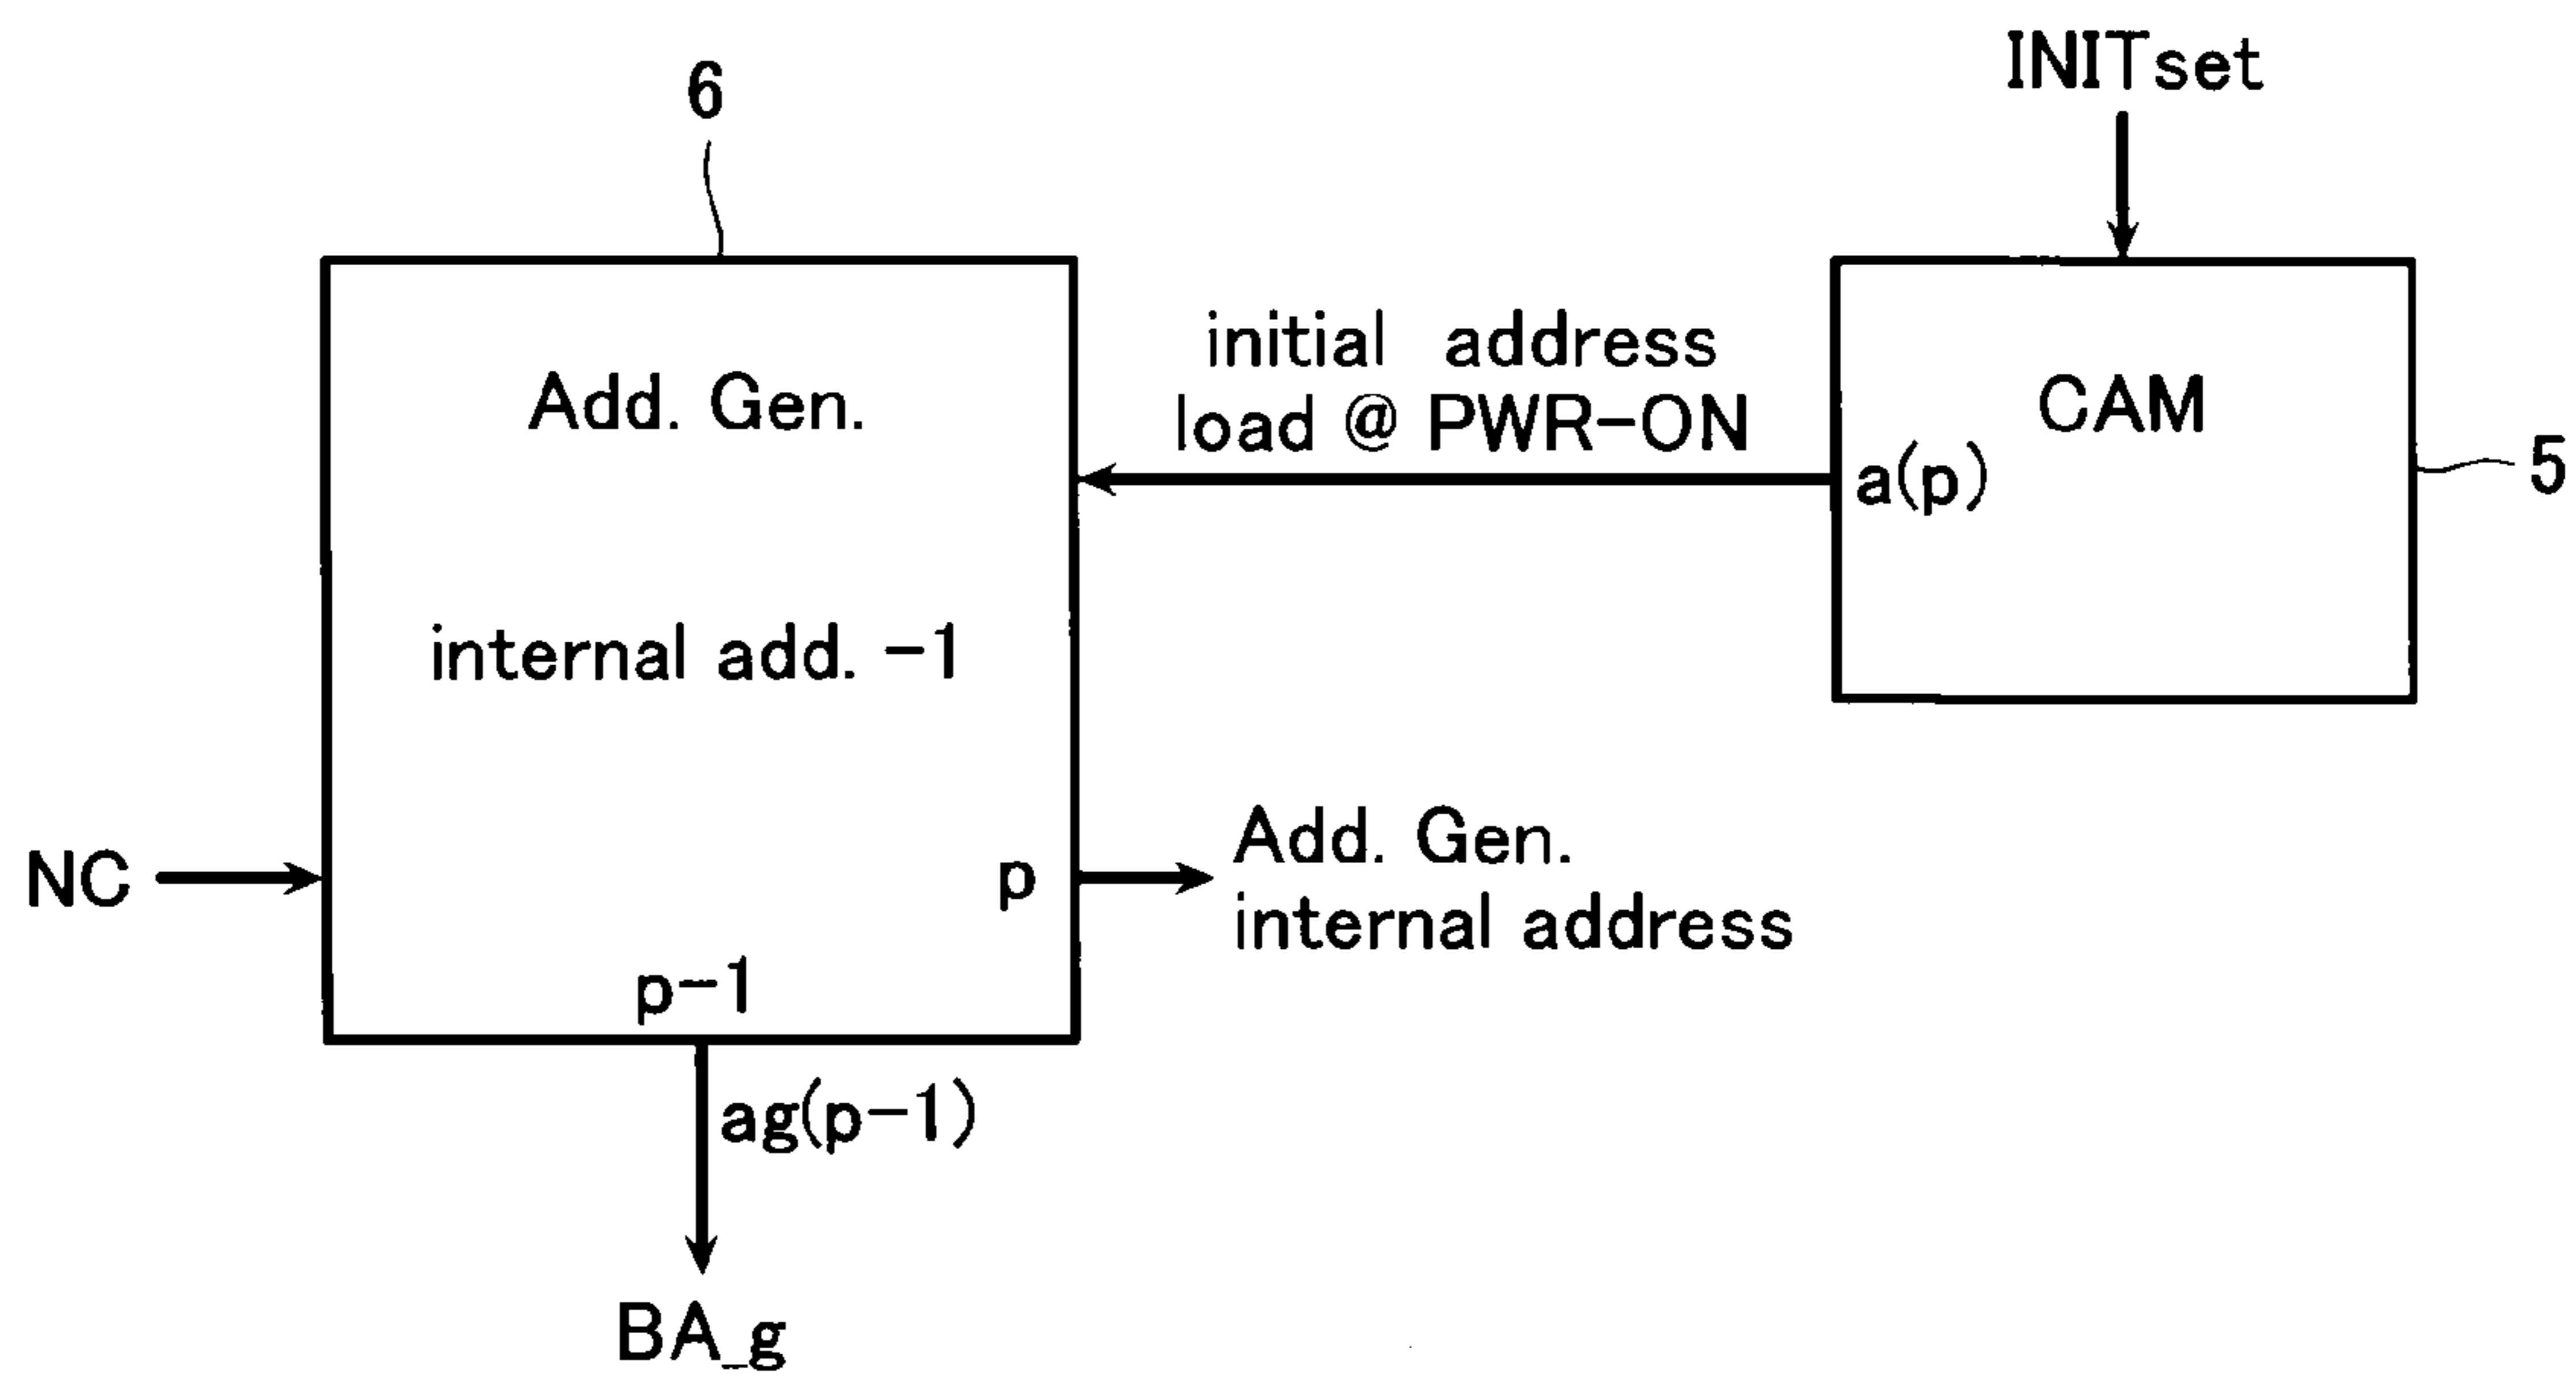 6
INITset
Add. Gen.
initial address
load @ PWR-ON
CAM
a(p)
5
internal add. -1
NC
p
Add. Gen.
internal address
p-1
ag(p-1)
BA_g